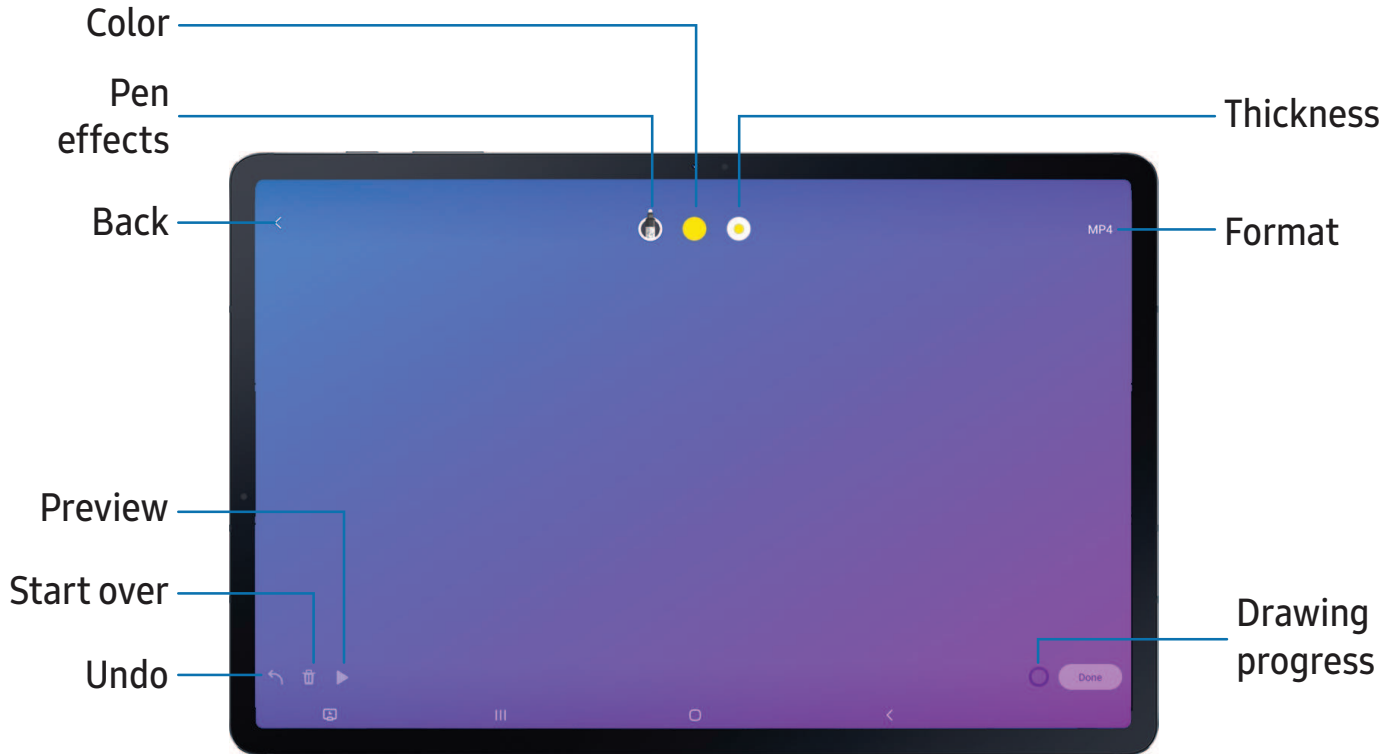 Color
Pen
effects
Thickness
Back
Format
MP4
Preview
Start over
Undo
Drawing
progress
Done